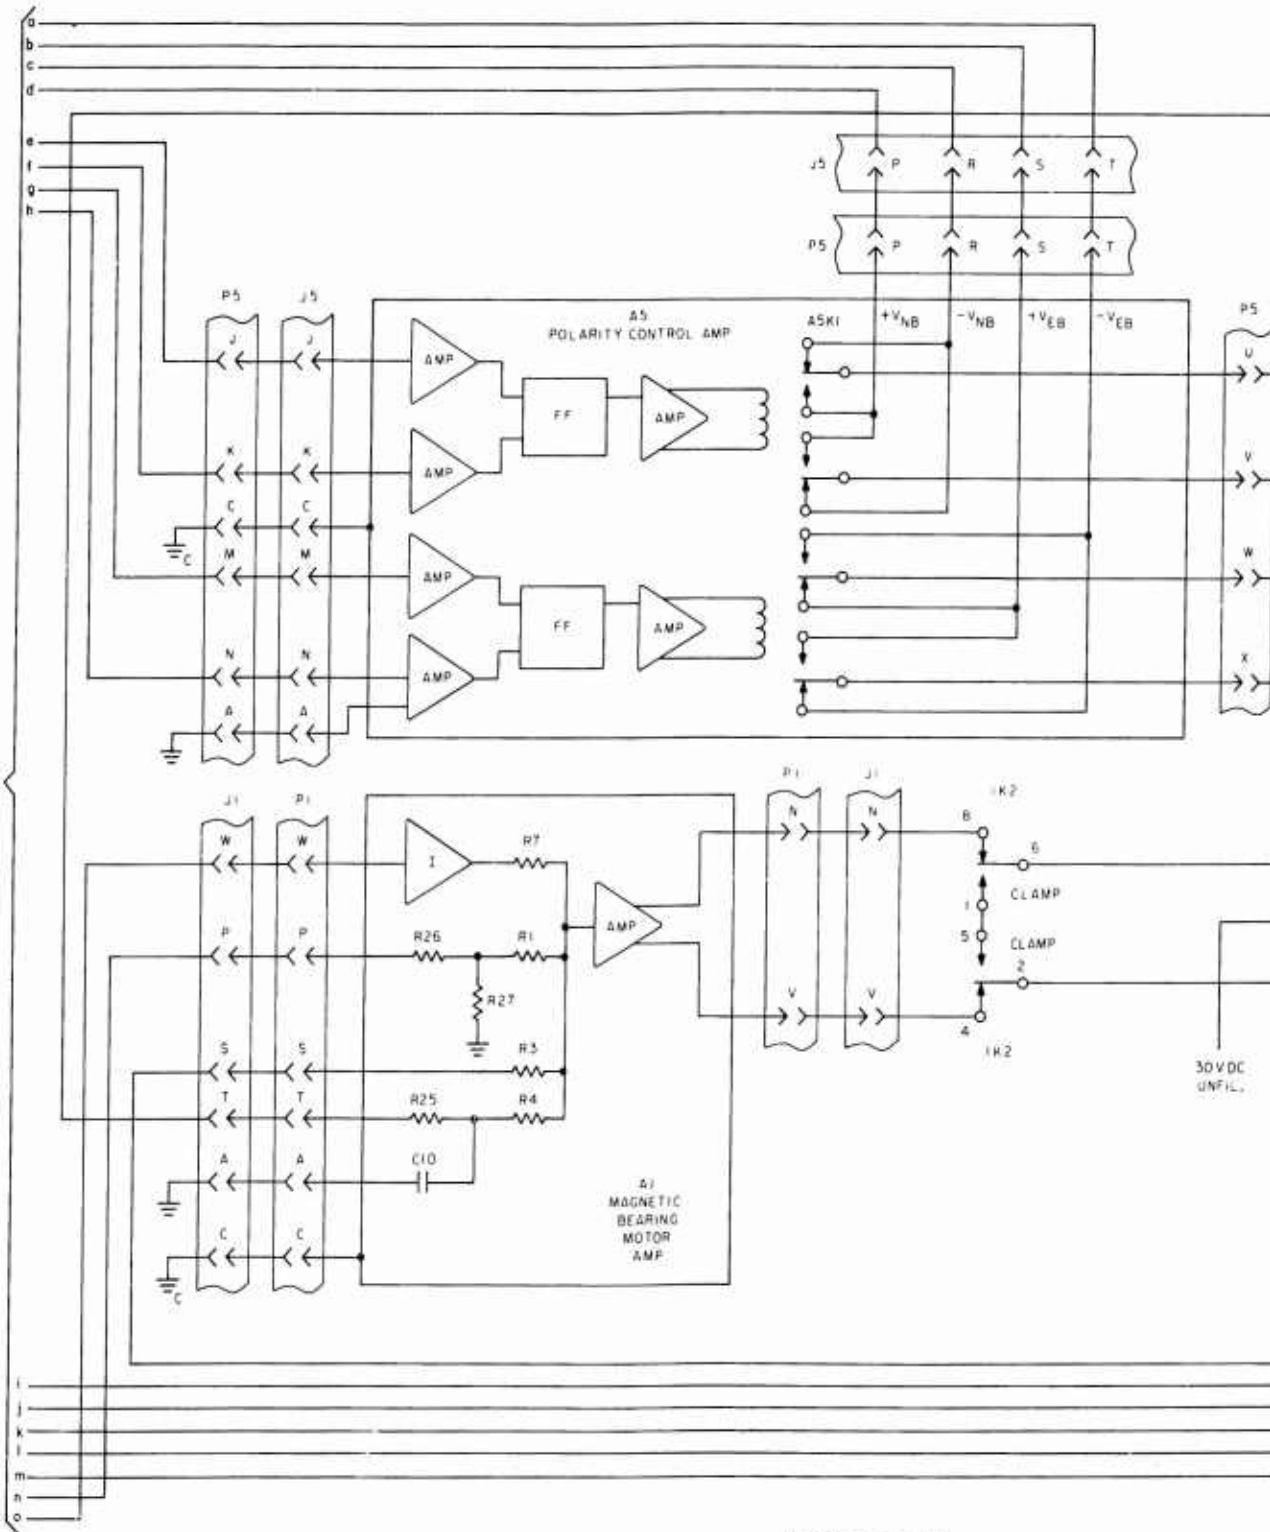 a
b
c
d
e
f
g
h
J5 P R S T
P5 P R S T
P5 J5
A5
POLARITY CONTROL AMP
A5K1 +VNB -VNB +VEB -VEB
P5
J J
AMP
FF
AMP
U
K K
AMP
V
C C
C
M M
AMP
FF
AMP
W
N N
AMP
X
A A
J1 P1
P1 J1
1K2
W W
I
R7
N N
8
6
CLAMP
1
AMP
P P
R26 R1
5
CLAMP
2
R27
V V
4
1K2
S S
R3
30VDC
UNFIL.
T T
R25 R4
A A
C10
A1
MAGNETIC
BEARING
MOTOR
AMP
C C
C
i
j
k
l
m
n
o